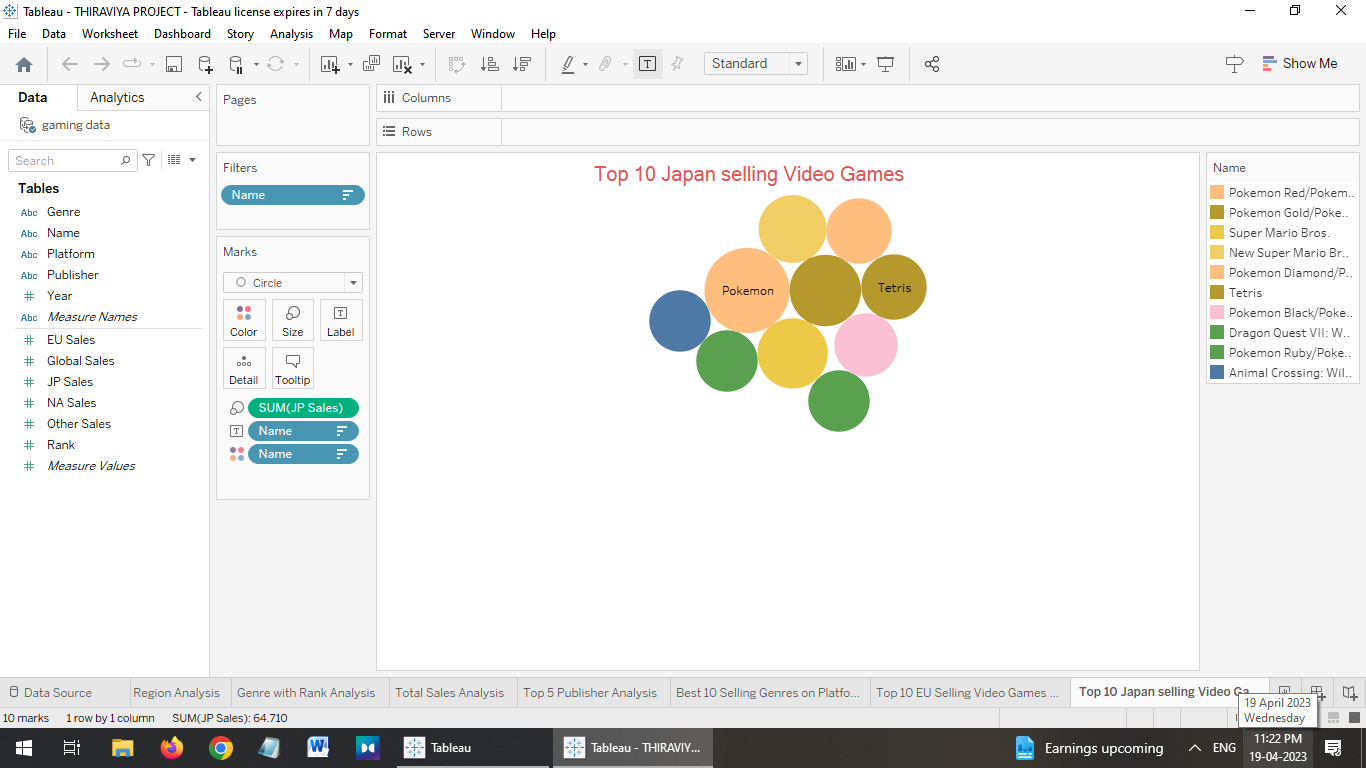 Tableau - THIRAVIYA PROJECT - Tableau license expires in 7 days
File Data Worksheet Dashboard Story Analysis Map Format Server Window Help
Standard
Show Me
Data Analytics
gaming data
Search
Tables
Abc Genre
Abc Name
Abc Platform
Abc Publisher
# Year
Abc Measure Names
# EU Sales
# Global Sales
# JP Sales
# NA Sales
# Other Sales
# Rank
# Measure Values
Pages
Filters
Name
Marks
Circle
Color Size Label
Detail Tooltip
SUM(JP Sales)
Name
Name
Columns
Rows
Top 10 Japan selling Video Games
Pokemon
Tetris
Name
Pokemon Red/Pokem..
Pokemon Gold/Poke..
Super Mario Bros.
New Super Mario Br..
Pokemon Diamond/P..
Tetris
Pokemon Black/Poke..
Dragon Quest VII: W..
Pokemon Ruby/Poke..
Animal Crossing: Wil..
Data Source Region Analysis Genre with Rank Analysis Total Sales Analysis Top 5 Publisher Analysis Best 10 Selling Genres on Platfo... Top 10 EU Selling Video Games ... Top 10 Japan selling Video Ga...
19 April 2023
Wednesday
10 marks 1 row by 1 column SUM(JP Sales): 64.710
Tableau
Tableau - THIRAVIY...
Earnings upcoming
ENG
11:22 PM
19-04-2023